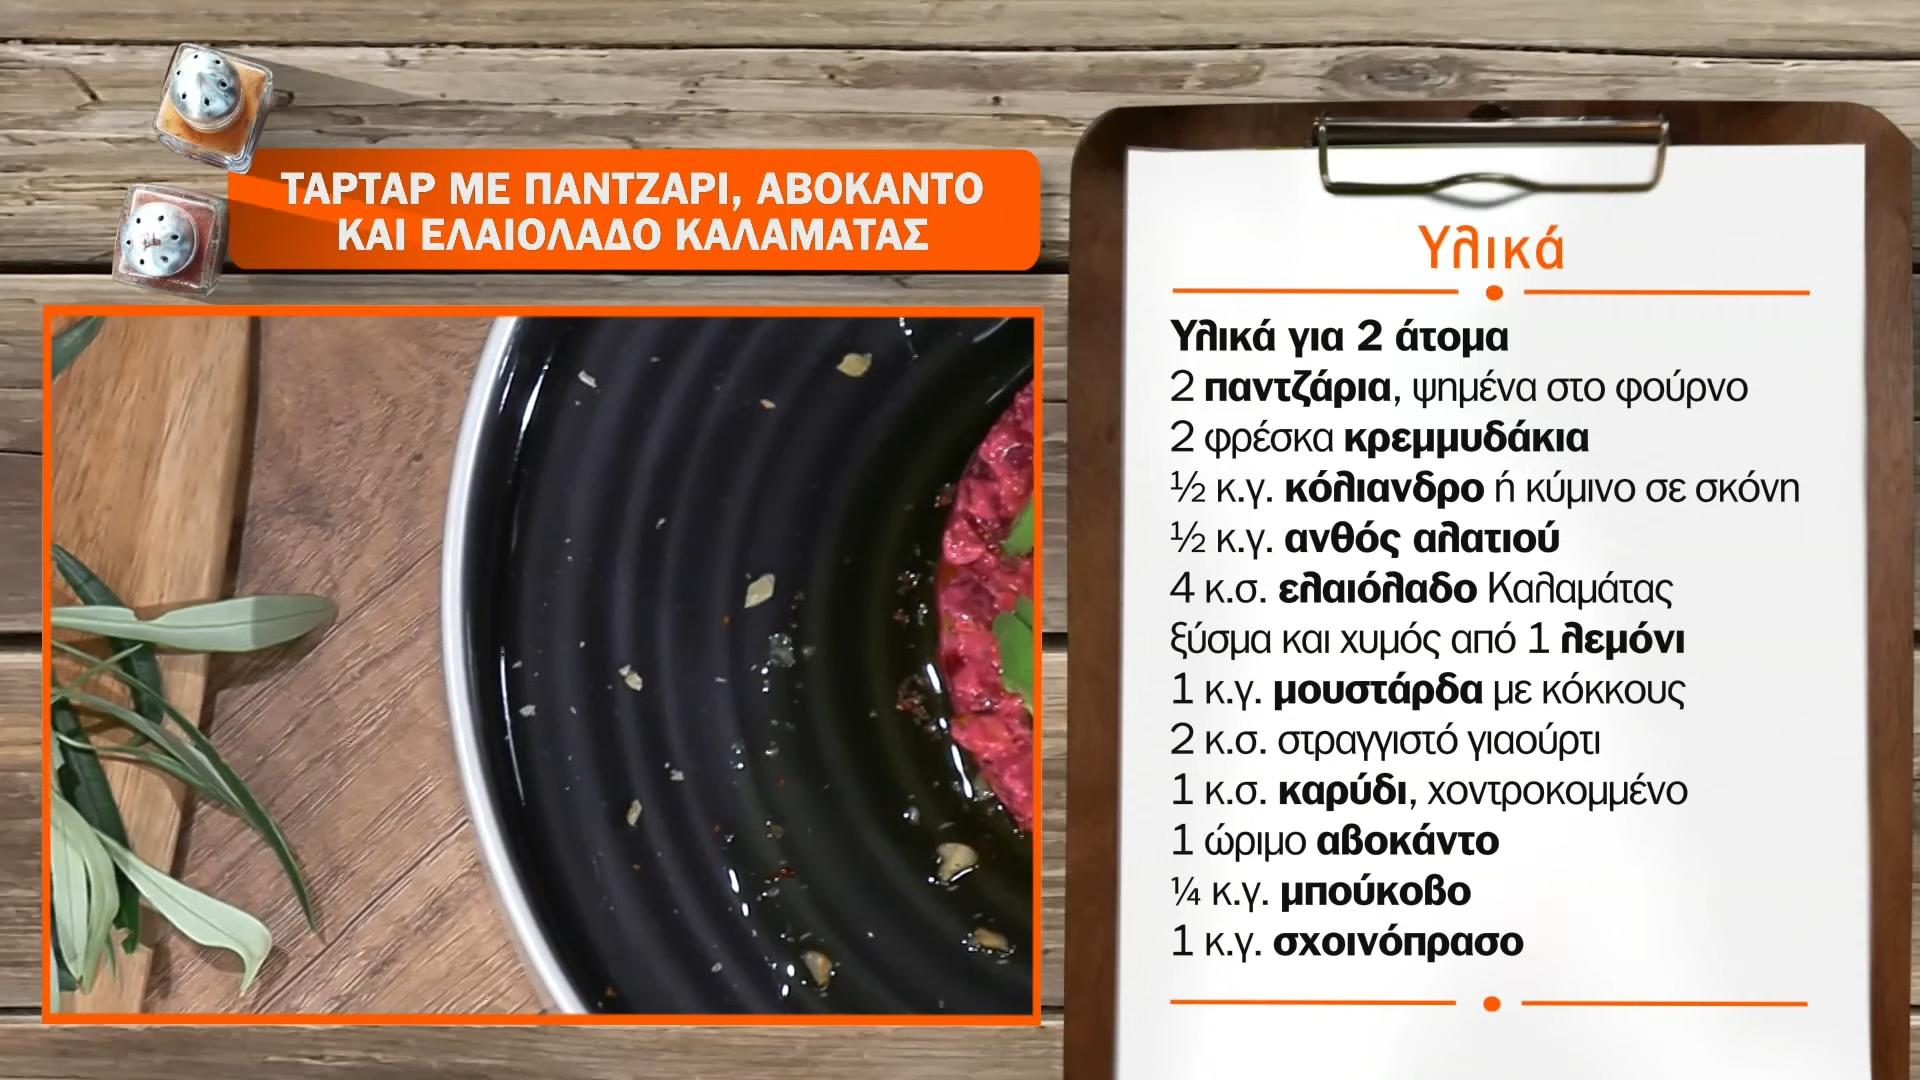 ΤΑΡΤΑΡ ΜΕ ΠΑΝΤΖΑΡΙ, ΑΒΟΚΑΝΤΟ
ΚΑΙ ΕΛΑΙΟΛΑΔΟ ΚΑΛΑΜΑΤΑΣ
Υλικά
Υλικά για 2 άτομα
2 παντζάρια, ψημένα στο φούρνο
2 φρέσκα κρεμμυδάκια
½ κ.γ. κόλιανδρο ή κύμινο σε σκόνη
½ κ.γ. ανθός αλατιού
4 κ.σ. ελαιόλαδο Καλαμάτας
ξύσμα και χυμός από 1 λεμόνι
1 κ.γ. μουστάρδα με κόκκους
2 κ.σ. στραγγιστό γιαούρτι
1 κ.σ. καρύδι, χοντροκομμένο
1 ώριμο αβοκάντο
¼ κ.γ. μπούκοβο
1 κ.γ. σχοινόπρασο